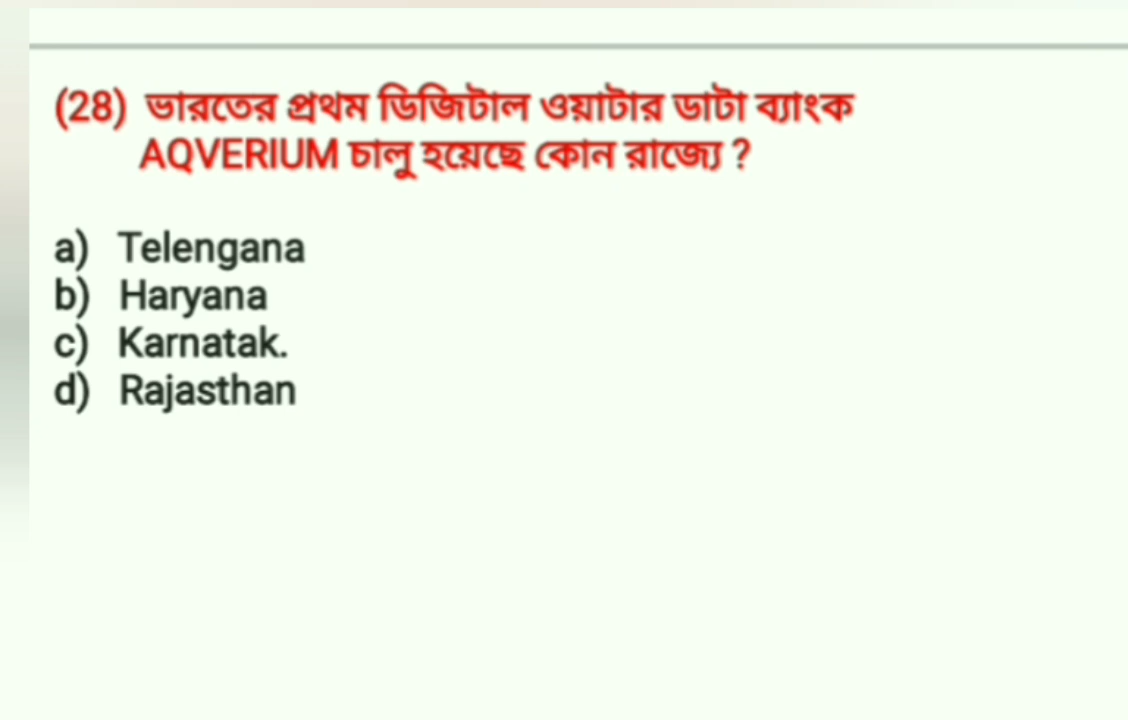 (28) ভারতের প্রথম ডিজিটাল ওয়াটার ডাটা ব্যাংক
AQVERIUM চালু হয়েছে কোন রাজ্যে ?
a) Telengana
b) Haryana
c) Karnatak.
d) Rajasthan